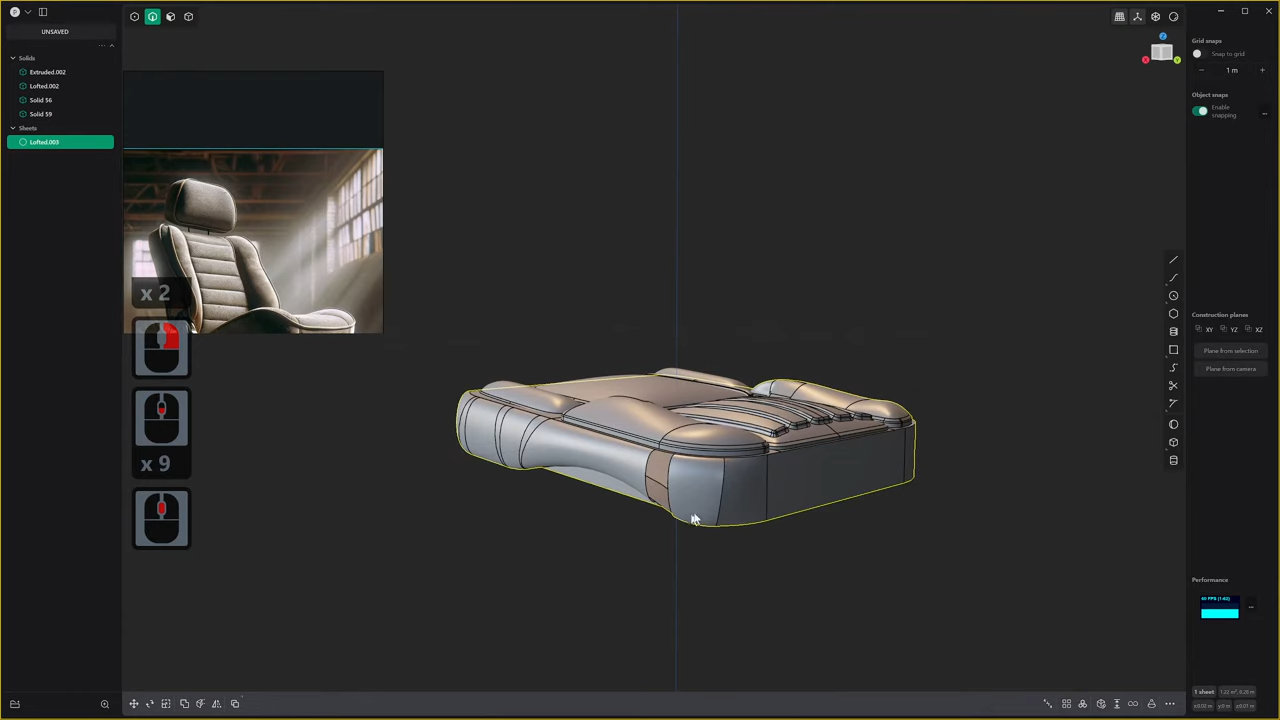 UNSAVED
Solids
Extruded.002
Lofted.002
Solid 56
Solid 59
Sheets
Lofted.003
x 2
x 9
Grid snaps
Snap to grid
1 m
Object snaps
Enable snapping
Construction planes
XY
YZ
XZ
Plane from selection
Plane from camera
Performance
1 sheet